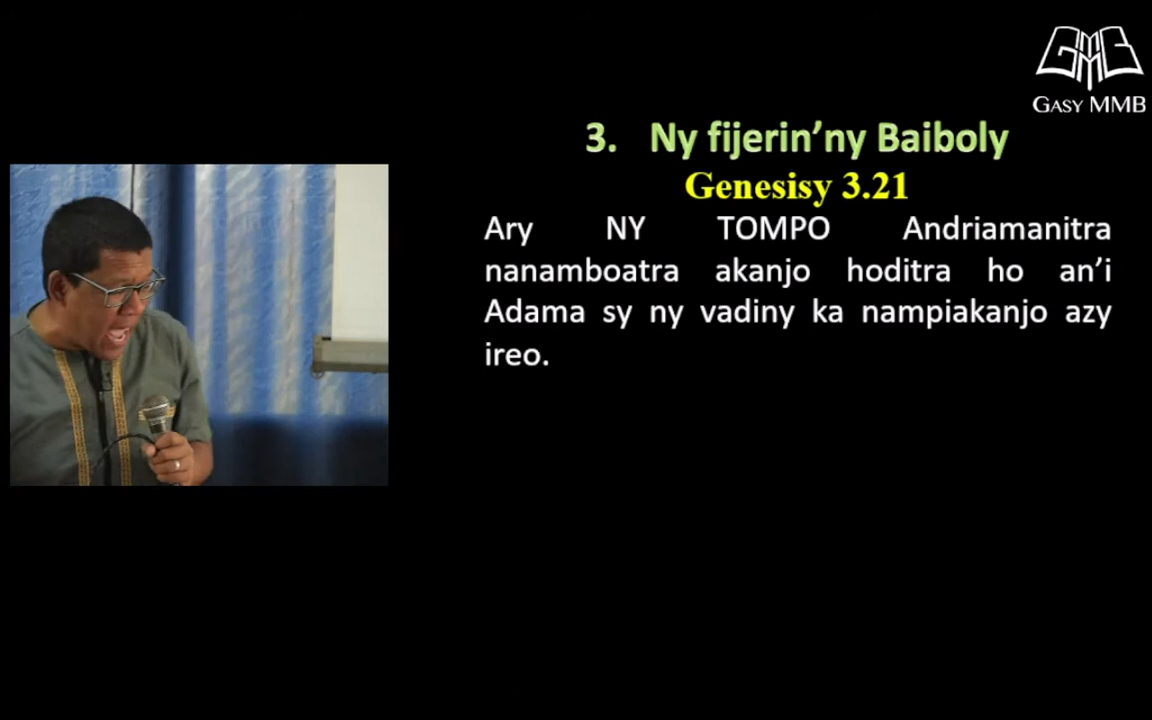 GMMB
GASY MMB
3. Ny fijerin’ny Baiboly
Genesisy 3.21
Ary NY TOMPO Andriamanitra
nanamboatra akanjo hoditra ho an’i
Adama sy ny vadiny ka nampiakanjo azy
ireo.